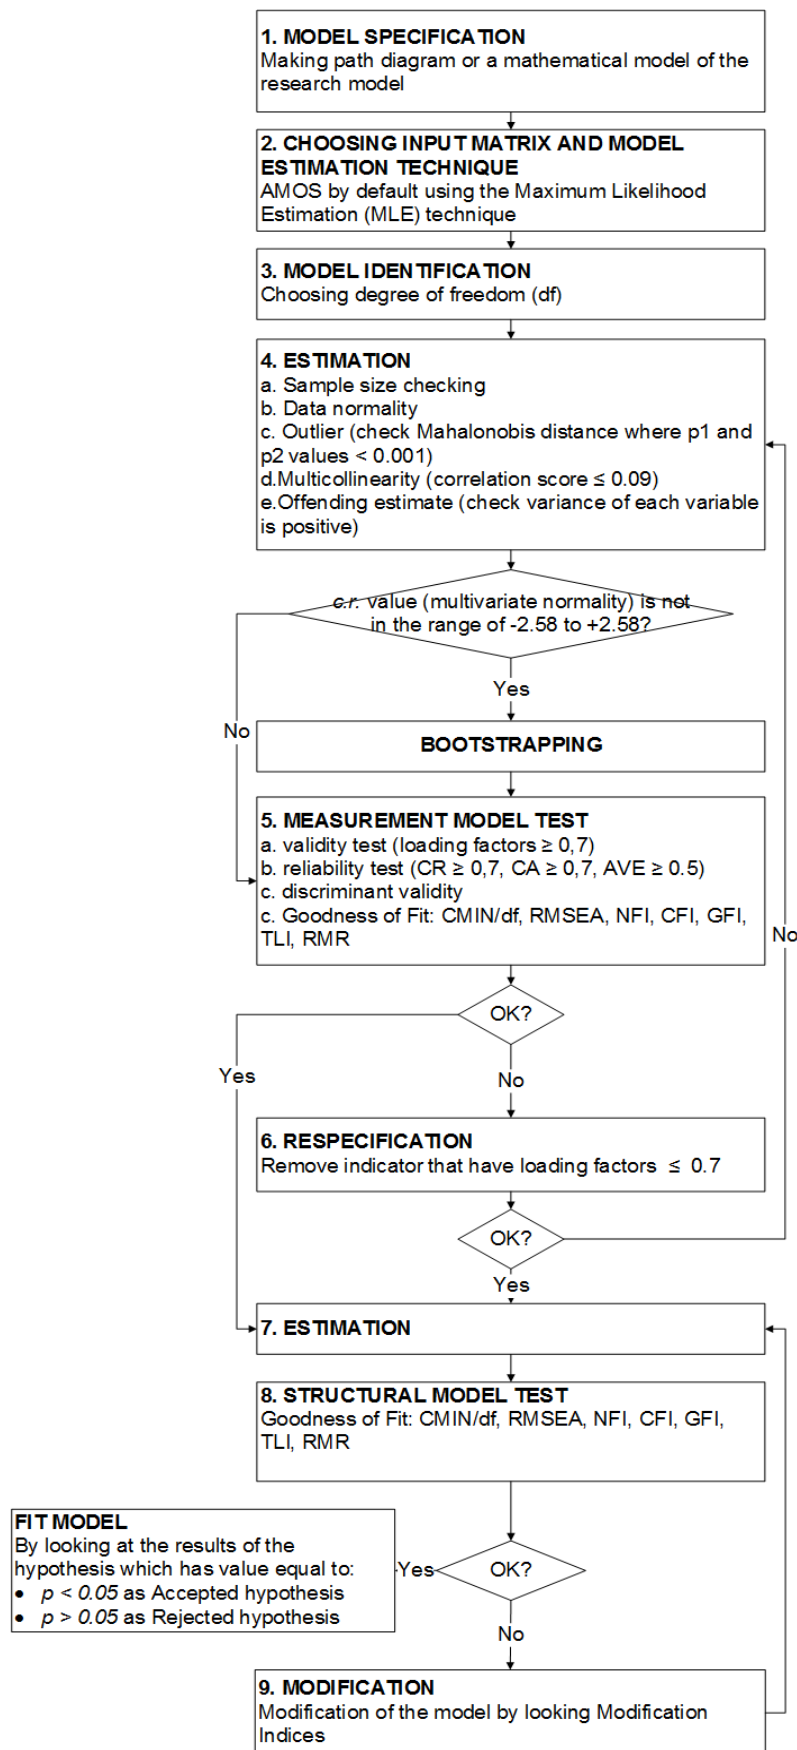 1. MODEL SPECIFICATION
Making path diagram or a mathematical model of the
research model
2. CHOOSING INPUT MATRIX AND MODEL
ESTIMATION TECHNIQUE
AMOS by default using the Maximum Likelihood
Estimation (MLE) technique
3. MODEL IDENTIFICATION
Choosing degree of freedom (df)
4. ESTIMATION
a. Sample size checking
b. Data normality
c. Outlier (check Mahalonobis distance where p1 and
p2 values < 0.001)
d.Multicollinearity (correlation score ≤ 0.09)
e.Offending estimate (check variance of each variable
is positive)
c.r. value (multivariate normality) is not
in the range of -2.58 to +2.58?
Yes
No
BOOTSTRAPPING
5. MEASUREMENT MODEL TEST
a. validity test (loading factors ≥ 0,7)
b. reliability test (CR ≥ 0,7, CA ≥ 0,7, AVE ≥ 0.5)
c. discriminant validity
c. Goodness of Fit: CMIN/df, RMSEA, NFI, CFI, GFI,
TLI, RMR
No
OK?
Yes
No
6. RESPECIFICATION
Remove indicator that have loading factors ≤ 0.7
OK?
Yes
7. ESTIMATION
8. STRUCTURAL MODEL TEST
Goodness of Fit: CMIN/df, RMSEA, NFI, CFI, GFI,
TLI, RMR
FIT MODEL
By looking at the results of the
hypothesis which has value equal to:
• p < 0.05 as Accepted hypothesis
• p > 0.05 as Rejected hypothesis
Yes
OK?
No
9. MODIFICATION
Modification of the model by looking Modification
Indices